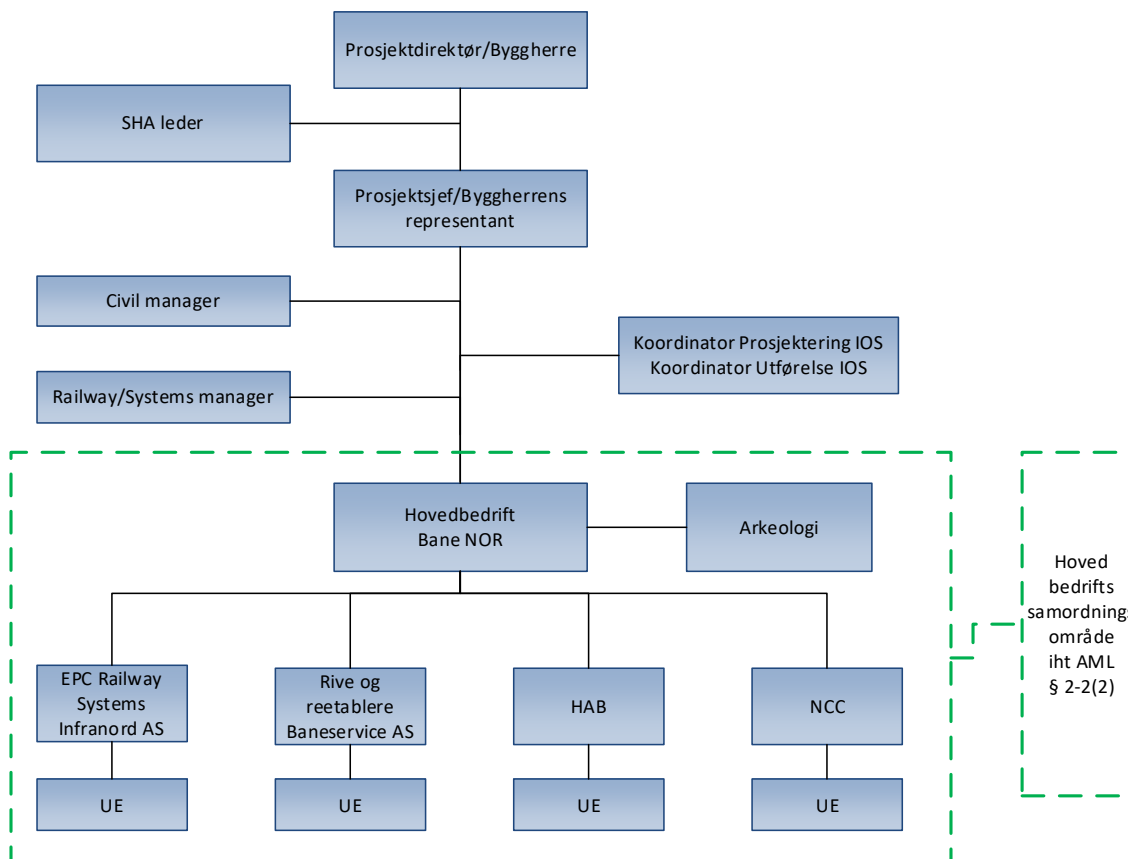 Prosjektdirektør/Byggherre
SHA leder
Prosjektsjef/Byggherrens
representant
Civil manager
Koordinator Prosjektering IOS
Koordinator Utførelse IOS
Railway/Systems manager
Hovedbedrift
Bane NOR
Arkeologi
Hoved
bedrifts
samordnings
område
iht AML
§ 2-2(2)
EPC Railway
Systems
Infranord AS
Rive og
reetablere
Baneservice AS
HAB
NCC
UE
UE
UE
UE